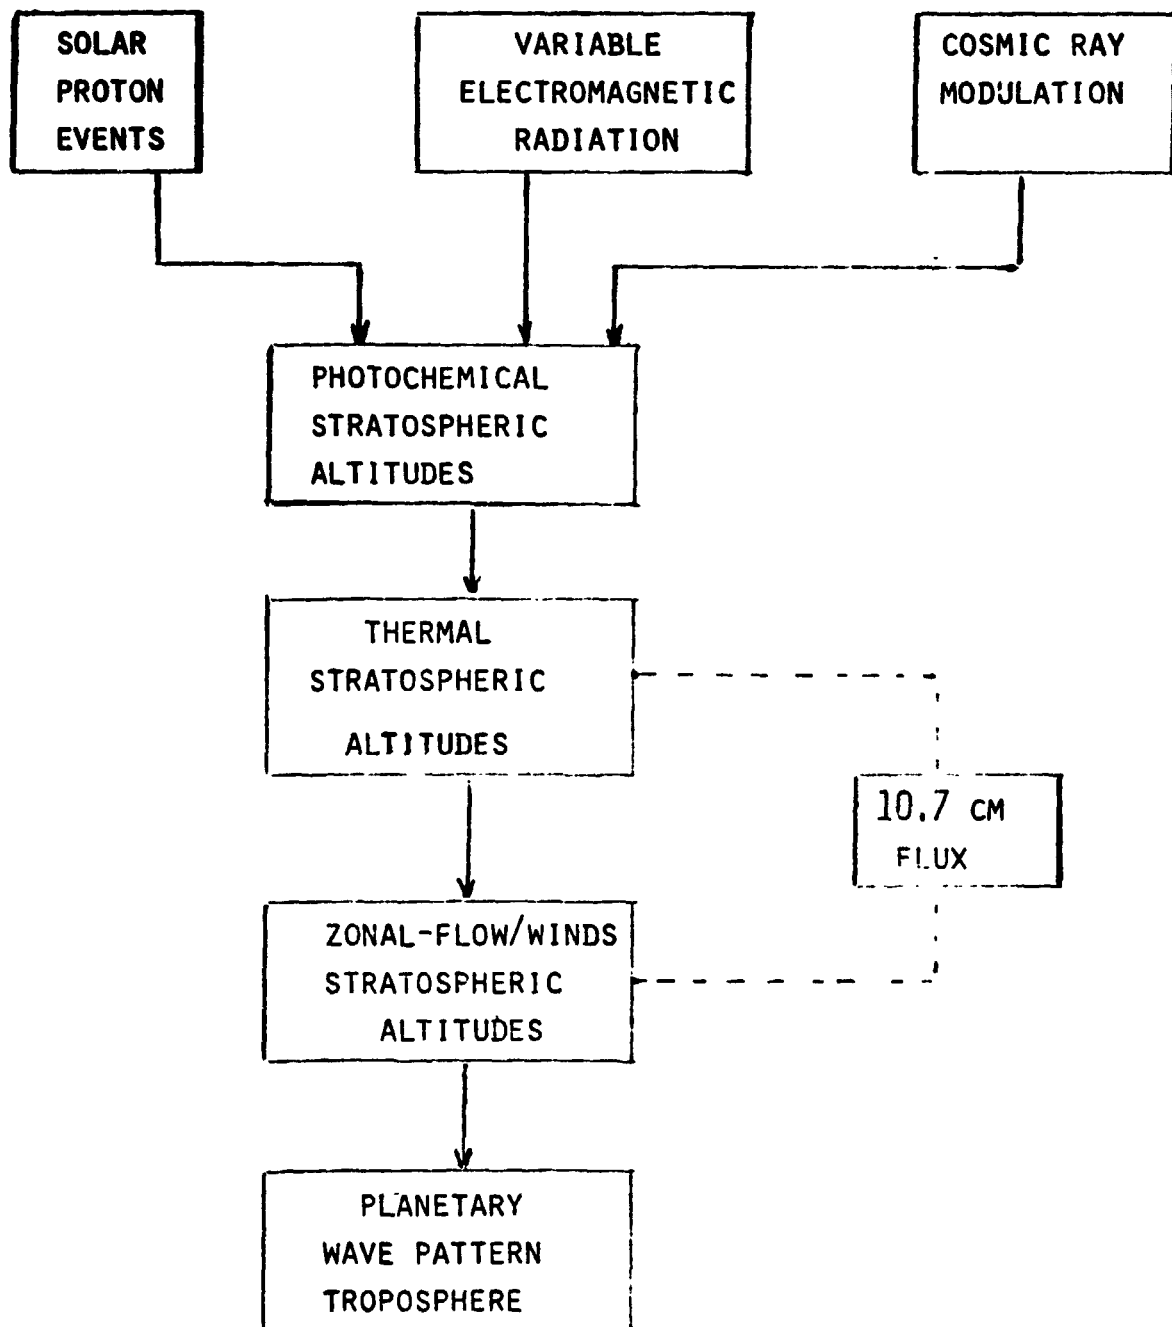 SOLAR
PROTON
EVENTS
VARIABLE
ELECTROMAGNETIC
RADIATION
COSMIC RAY
MODULATION
PHOTOCHEMICAL
STRATOSPHERIC
ALTITUDES
THERMAL
STRATOSPHERIC
ALTITUDES
10.7 CM
FLUX
ZONAL-FLOW/WINDS
STRATOSPHERIC
ALTITUDES
PLANETARY
WAVE PATTERN
TROPOSPHERE